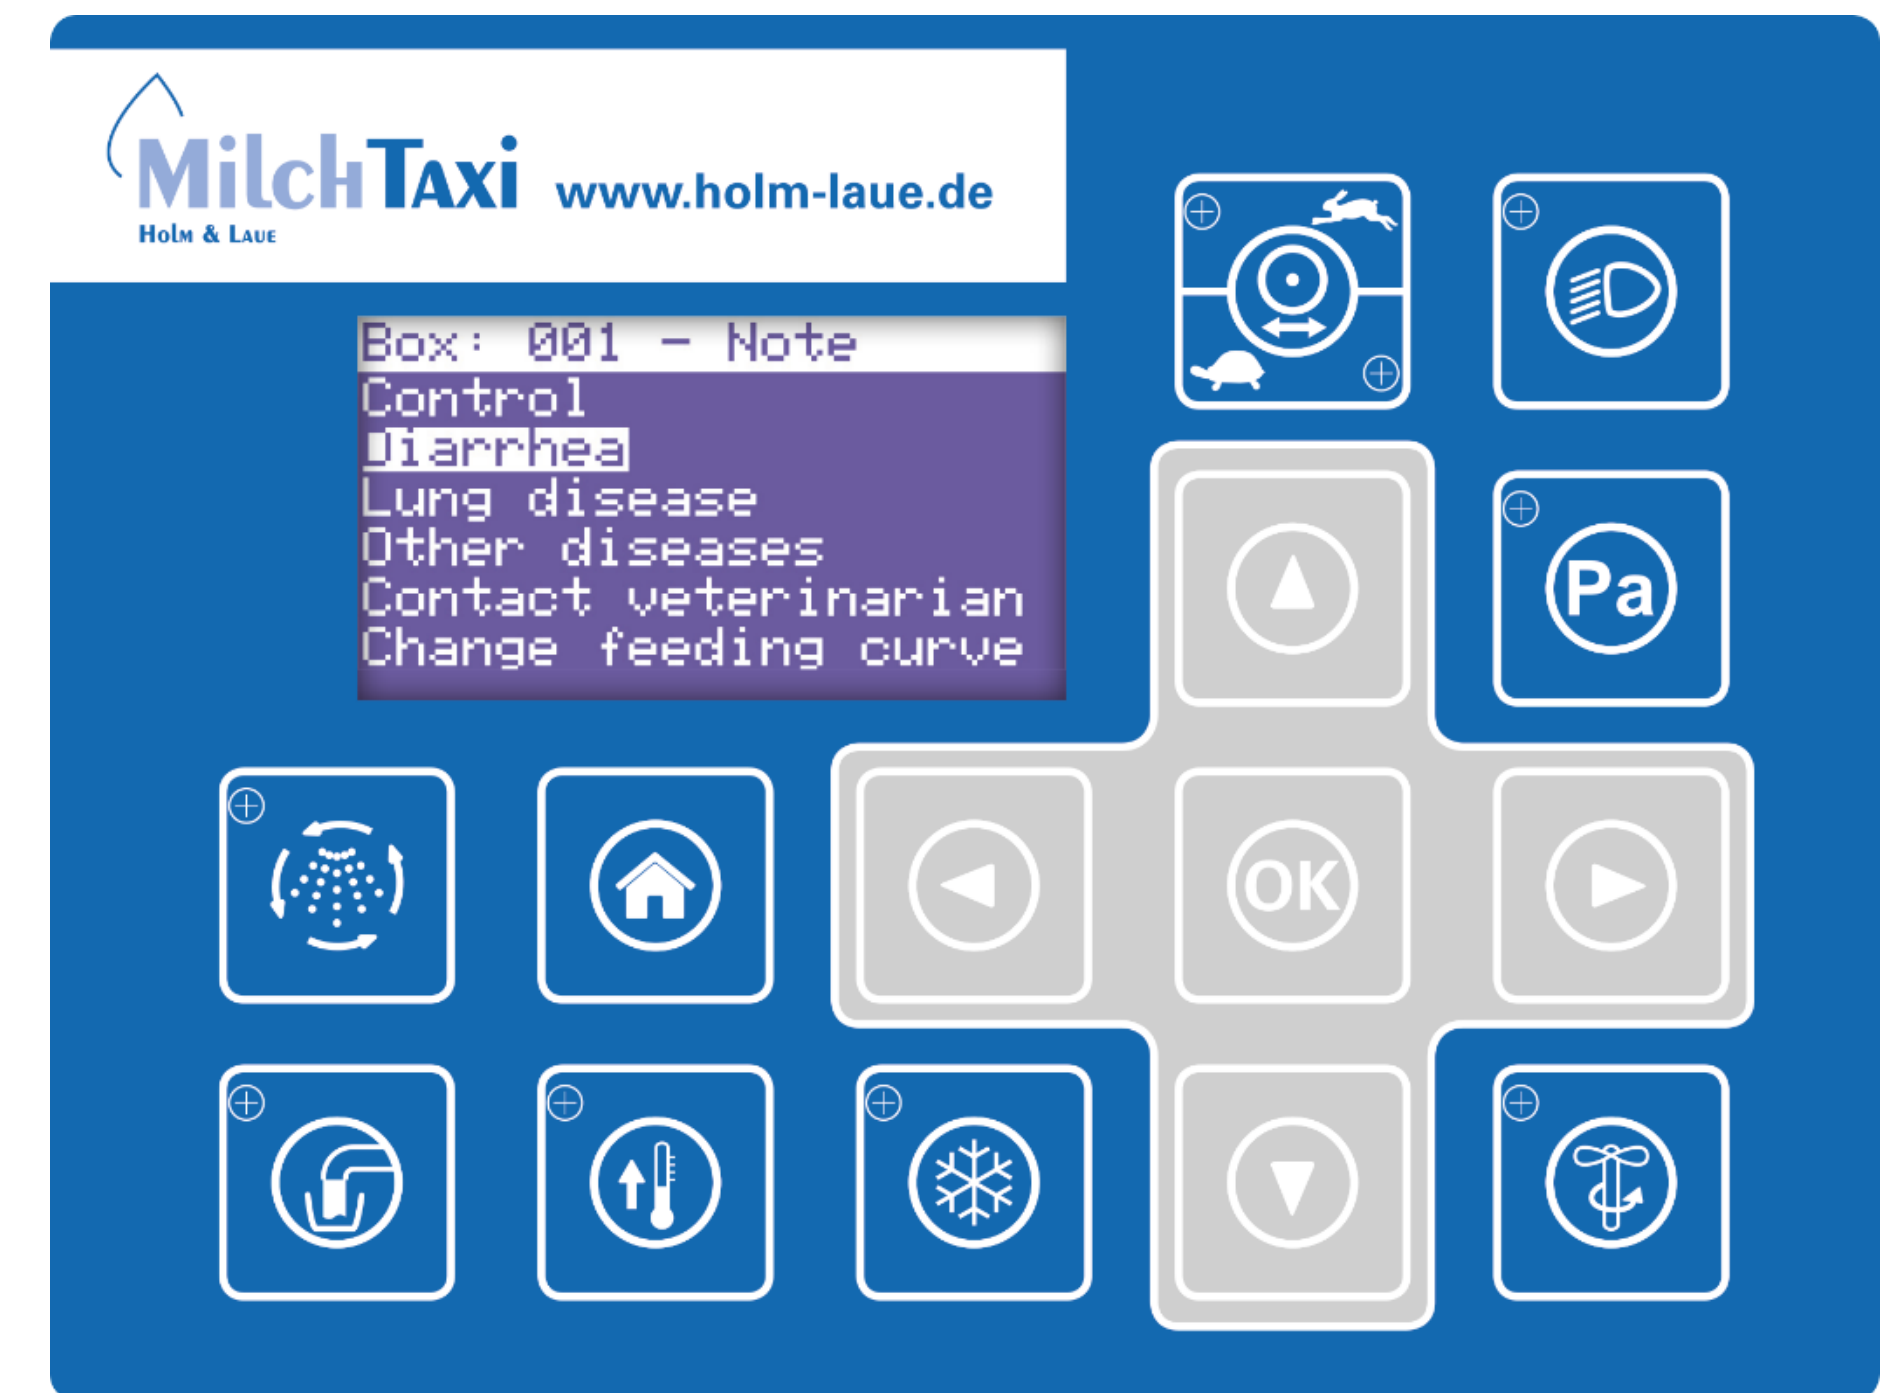 MilchTaxi www.holm-laue.de
Holm & Laue
Box: 001 - Note
Control
Diarrhea
Lung disease
Other diseases
Contact veterinarian
Change feeding curve
Pa
OK